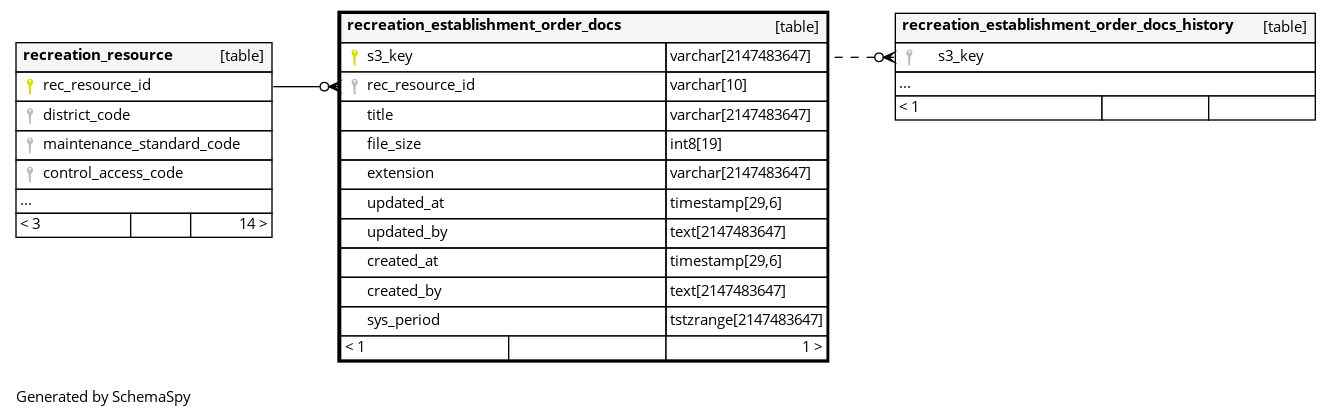 recreation_resource [table]
rec_resource_id
district_code
maintenance_standard_code
control_access_code
...
< 3 14 >
recreation_establishment_order_docs [table]
s3_key varchar[2147483647]
rec_resource_id varchar[10]
title varchar[2147483647]
file_size int8[19]
extension varchar[2147483647]
updated_at timestamp[29,6]
updated_by text[2147483647]
created_at timestamp[29,6]
created_by text[2147483647]
sys_period tstzrange[2147483647]
< 1 1 >
recreation_establishment_order_docs_history [table]
s3_key
...
< 1
Generated by SchemaSpy